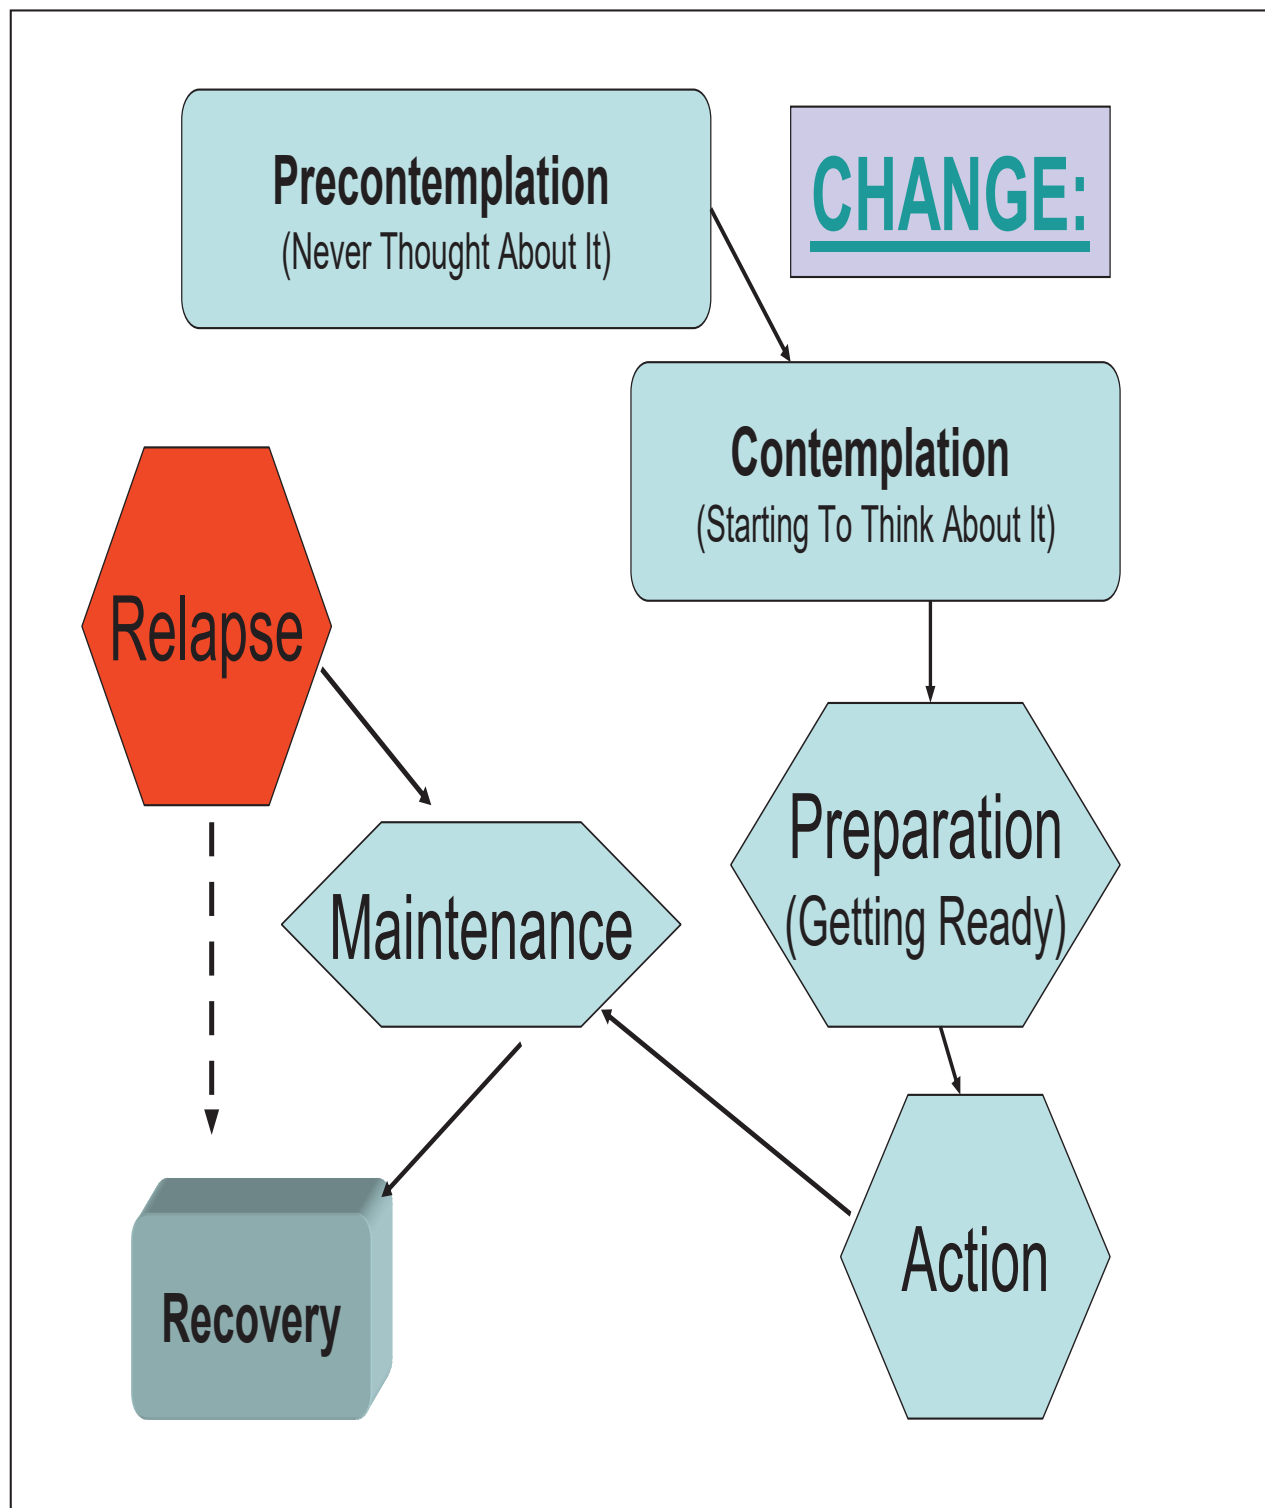 Precontemplation
(Never Thought About It)
CHANGE:
Contemplation
(Starting To Think About It)
Relapse
Preparation
(Getting Ready)
Maintenance
Action
Recovery